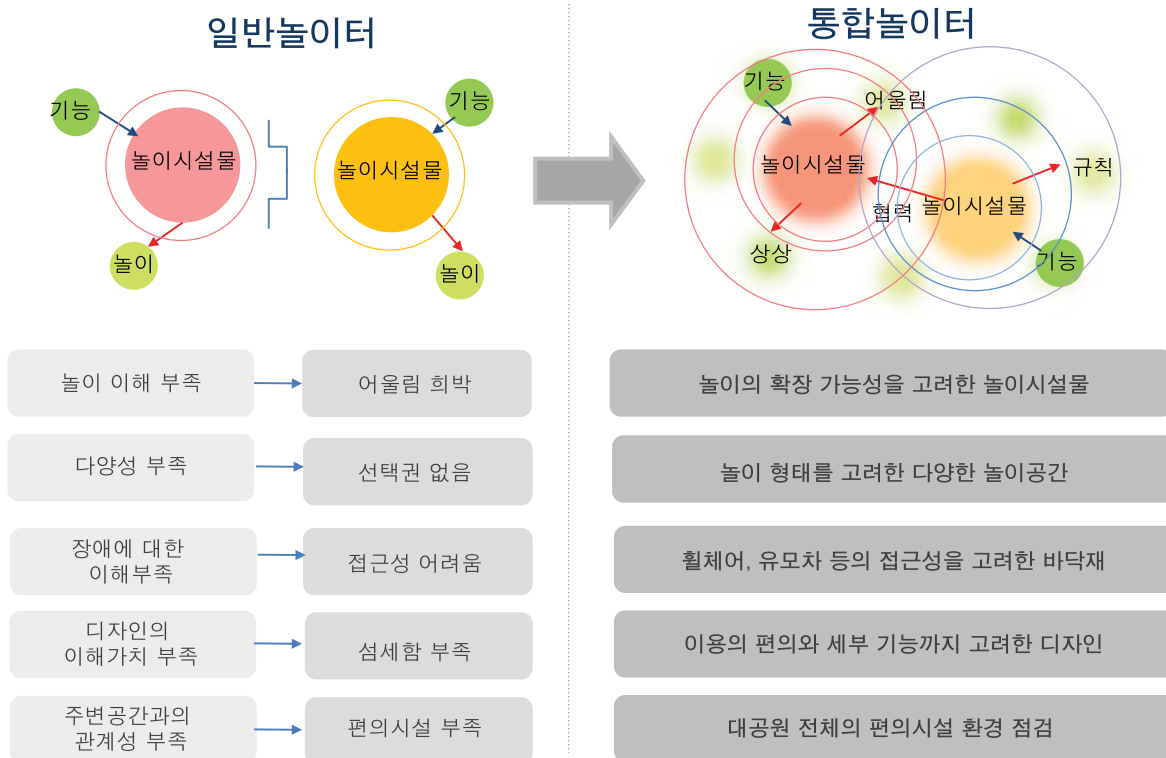 일반놀이터
통합놀이터
기능
놀이시설물
놀이
기능
놀이시설물
놀이
기능
어울림
놀이시설물
규칙
협력
놀이시설물
상상
기능
놀이 이해 부족
어울림 희박
놀이의 확장 가능성을 고려한 놀이시설물
다양성 부족
선택권 없음
놀이 형태를 고려한 다양한 놀이공간
장애에 대한
이해부족
접근성 어려움
휠체어, 유모차 등의 접근성을 고려한 바닥재
디자인의
이해가치 부족
섬세함 부족
이용의 편의와 세부 기능까지 고려한 디자인
주변공간과의
관계성 부족
편의시설 부족
대공원 전체의 편의시설 환경 점검